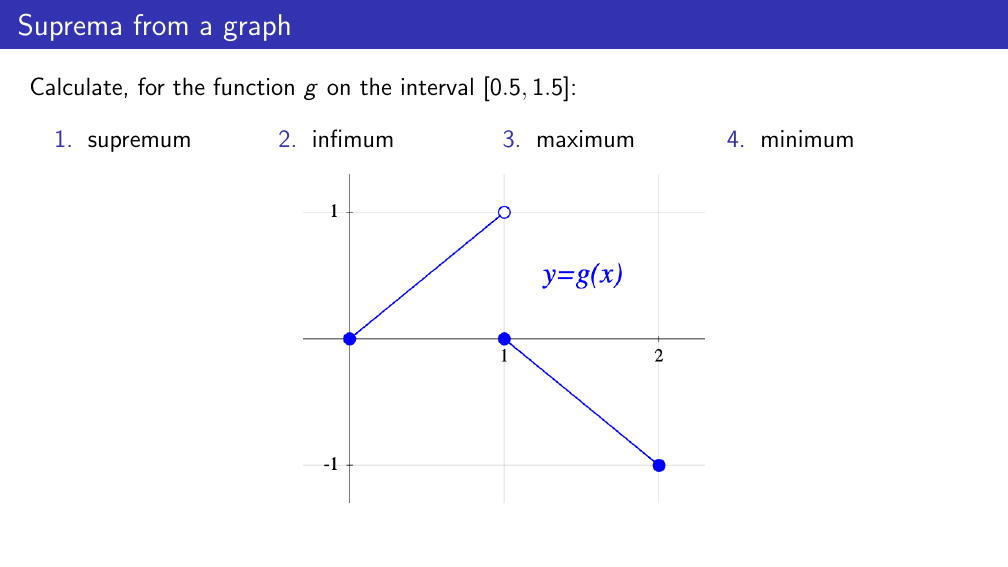 Suprema from a graph
Calculate, for the function g on the interval [0.5, 1.5]:
1. supremum 2. infimum 3. maximum 4. minimum
1
y=g(x)
1 2
-1